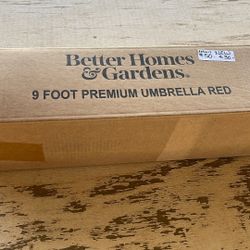 Better Homes
& Gardens®
9 FOOT PREMIUM UMBRELLA RED